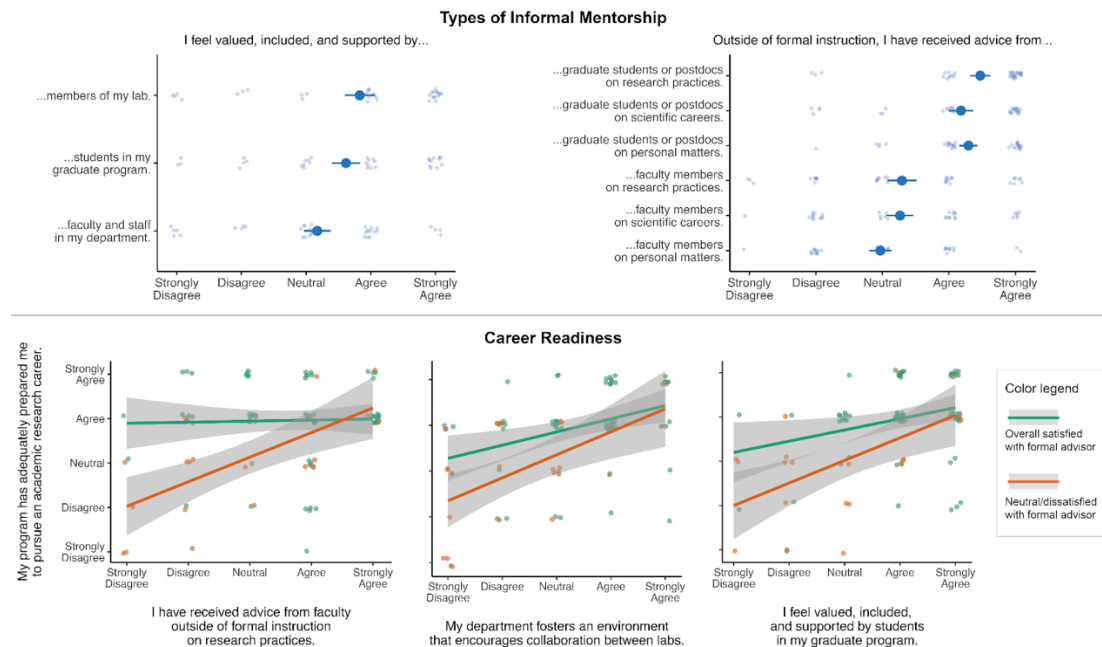 Types of Informal Mentorship
I feel valued, included, and supported by...
...members of my lab.
...students in my
graduate program.
...faculty and staff
in my department.
Strongly
Disagree
Disagree
Neutral
Agree
Strongly
Agree
Outside of formal instruction, I have received advice from...
...graduate students or postdocs
on research practices.
...graduate students or postdocs
on scientific careers.
...graduate students or postdocs
on personal matters.
...faculty members
on research practices.
...faculty members
on scientific careers.
...faculty members
on personal matters.
Strongly
Disagree
Disagree
Neutral
Agree
Strongly
Agree
Career Readiness
My program has adequately prepared me
to pursue an academic research career.
Strongly
Agree
Agree
Neutral
Disagree
Strongly
Disagree
Strongly
Disagree
Disagree
Neutral
Agree
Strongly
Agree
I have received advice from faculty
outside of formal instruction
on research practices.
Strongly
Disagree
Disagree
Neutral
Agree
Strongly
Agree
My department fosters an environment
that encourages collaboration between labs.
Strongly
Disagree
Disagree
Neutral
Agree
Strongly
Agree
I feel valued, included,
and supported by students
in my graduate program.
Color legend
Overall satisfied
with formal advisor
Neutral/dissatisfied
with formal advisor